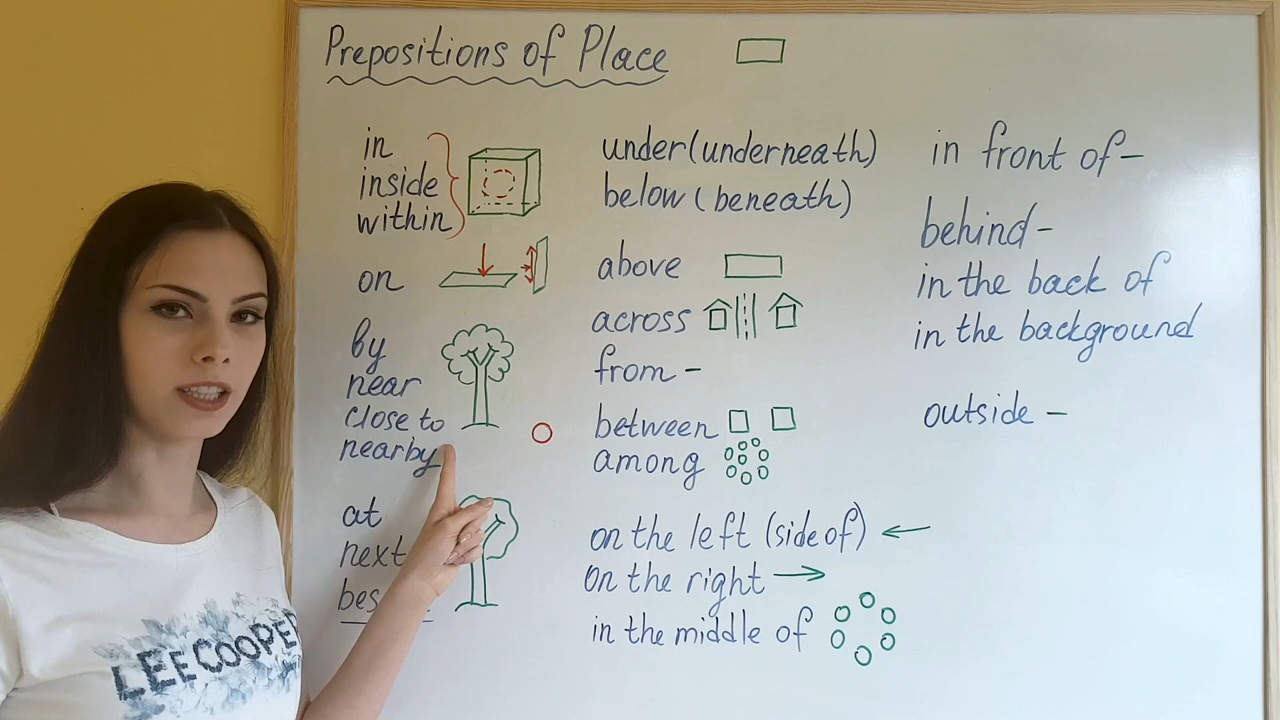 Prepositions of Place
in
inside
within
on
by
near
close to
nearby
at
next
under (underneath)
below (beneath)
above
across
from -
between
among
on the left (side of)
on the right
in the middle of
in front of -
behind -
in the back of
in the background
outside -
LEE COOPER